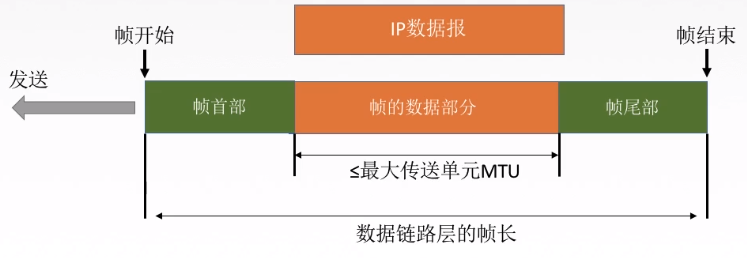 IP数据报
帧开始
帧结束
发送
帧首部
帧的数据部分
帧尾部
≤最大传送单元MTU
数据链路层的帧长